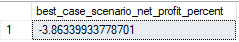 best_case_scenario_net_profit_percent
1 -3.86339933778701